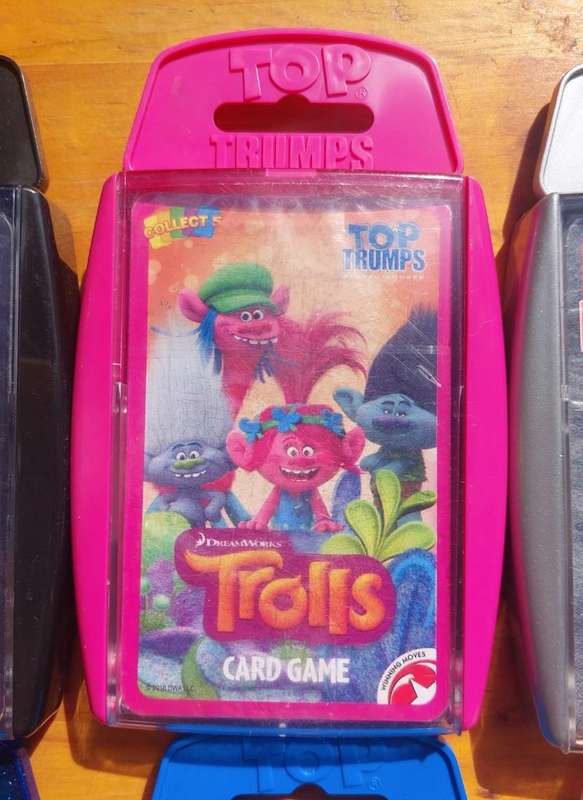 TOP®
TRUMPS
COLLECT 5
TOP
TRUMPS
DREAMWORKS
Trolls
CARD GAME
WINNING MOVES
TOP